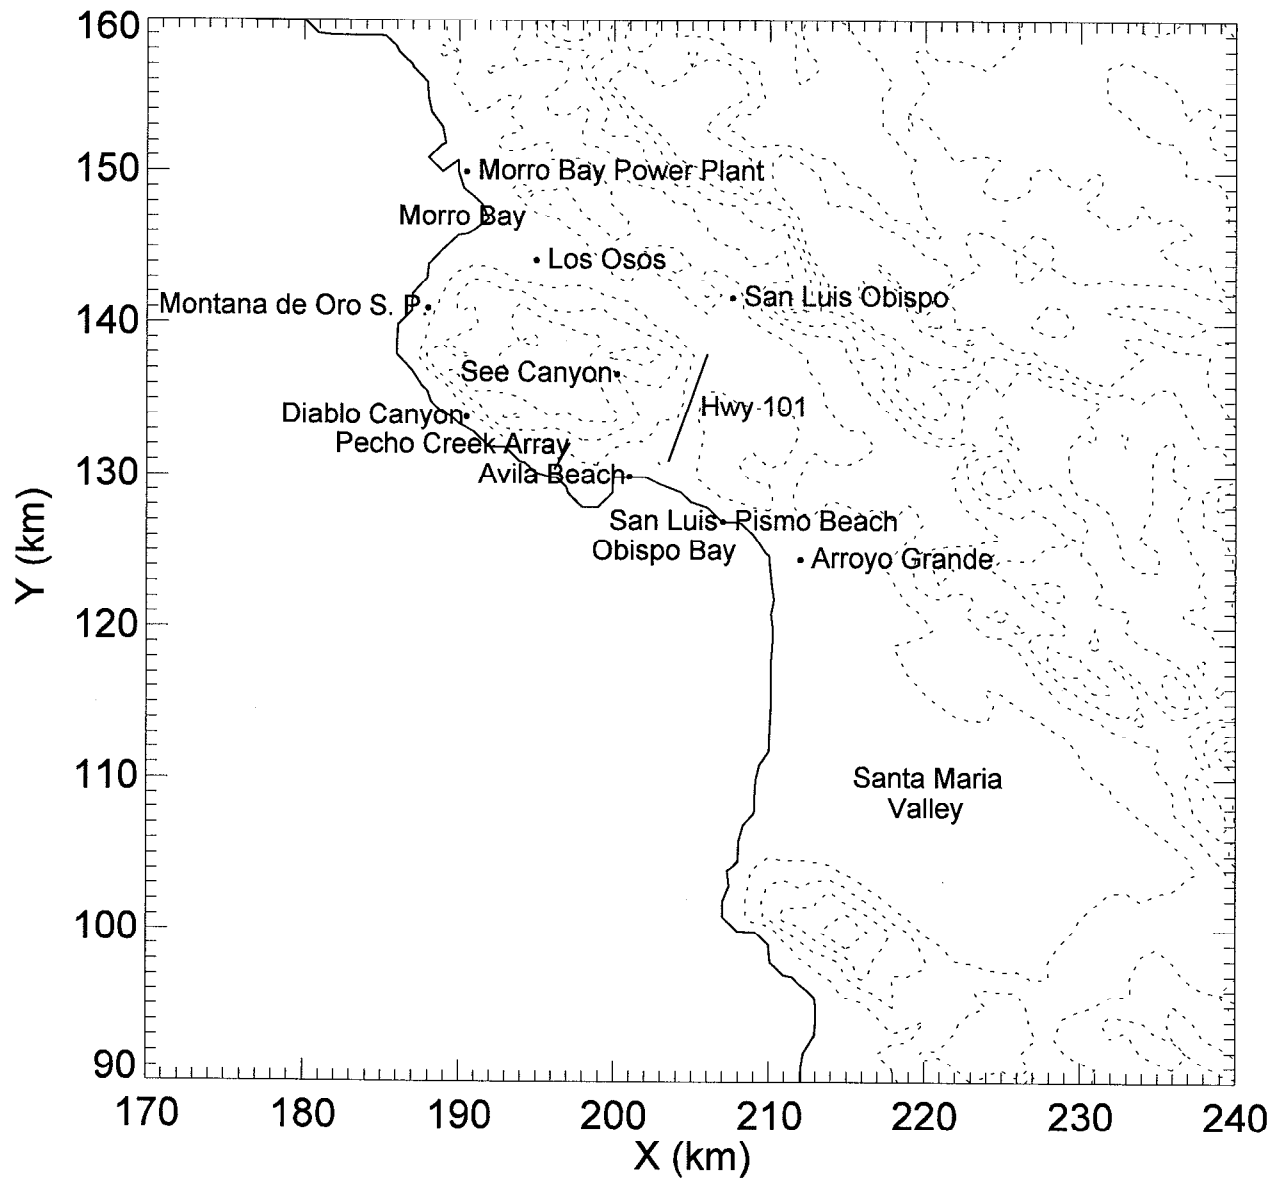 160
150
Morro Bay Power Plant
Morro Bay
Los Osos
Montana de Oro S. P.
San Luis Obispo
140
See Canyon
Hwy 101
Diablo Canyon
Pecho Creek Array
130
Avila Beach
San Luis
Pismo Beach
Obispo Bay
Arroyo Grande
Y (km)
120
110
Santa Maria
Valley
100
90
170 180 190 200 210 220 230 240
X (km)